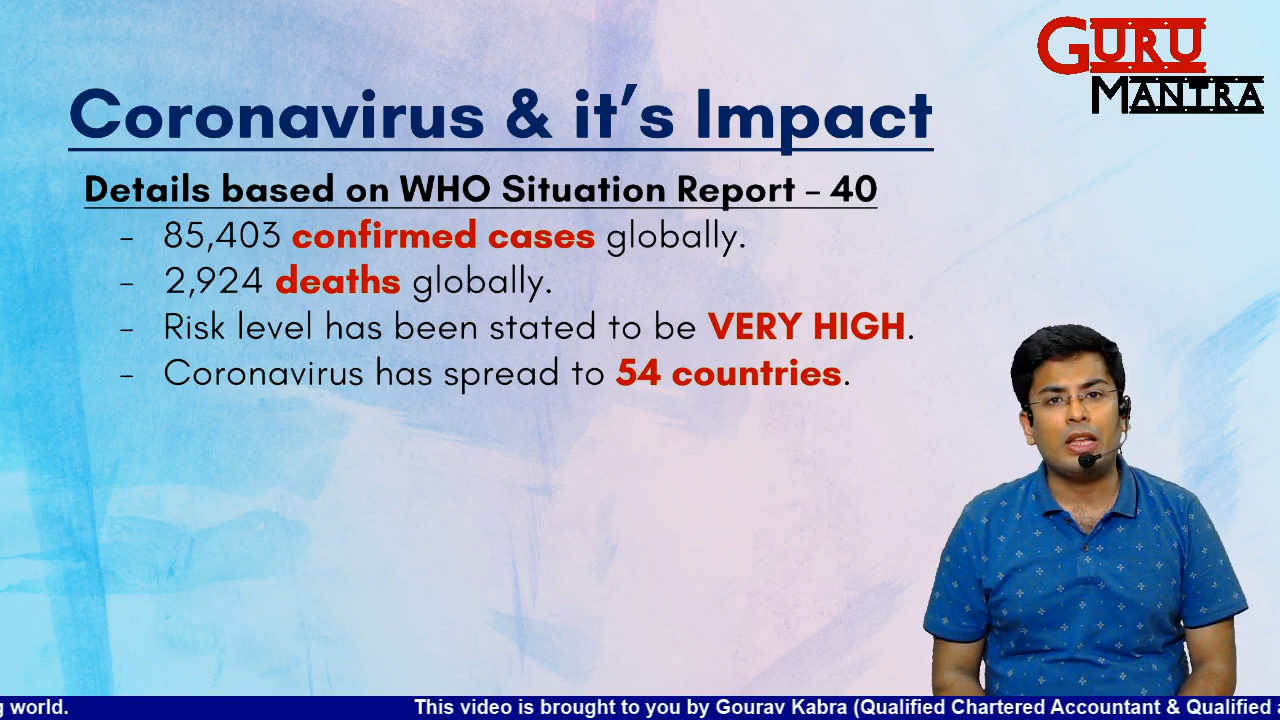 GURU
MANTRA
Coronavirus & it’s Impact
Details based on WHO Situation Report – 40
– 85,403 confirmed cases globally.
– 2,924 deaths globally.
– Risk level has been stated to be VERY HIGH.
– Coronavirus has spread to 54 countries.
g world. This video is brought to you by Gourav Kabra (Qualified Chartered Accountant & Qualified a